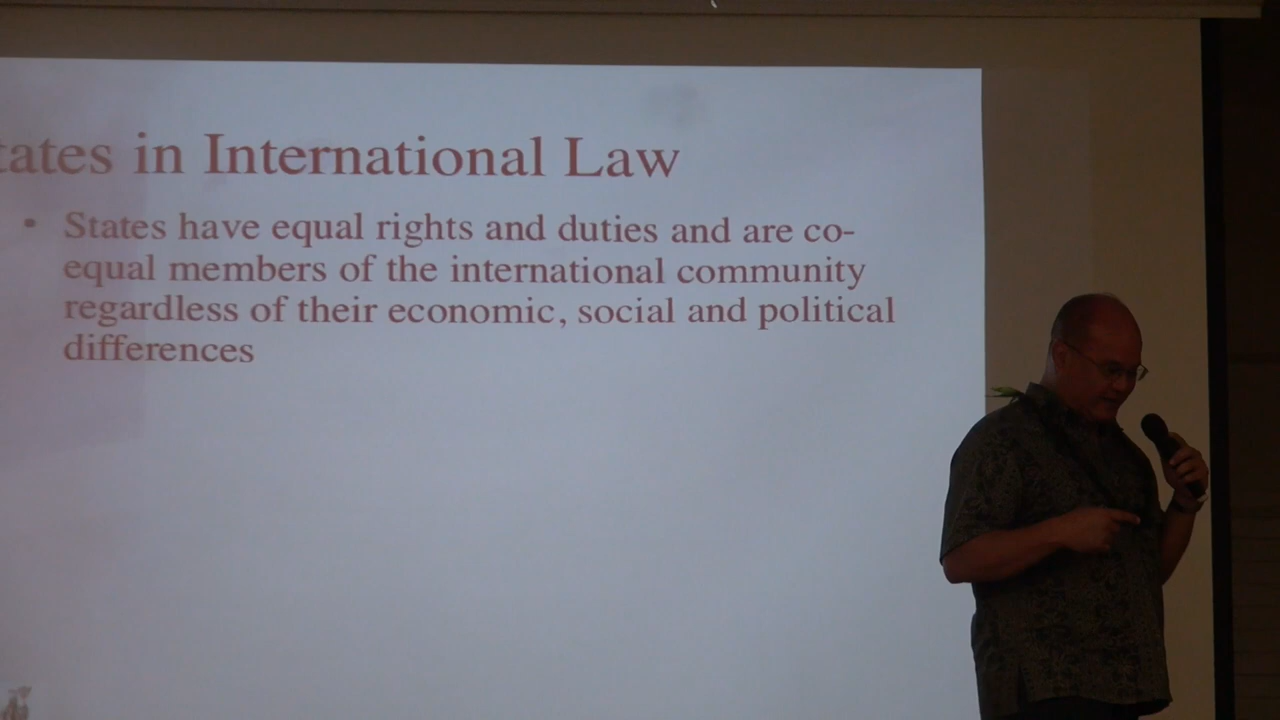 tates in International Law
• States have equal rights and duties and are co-
equal members of the international community
regardless of their economic, social and political
differences